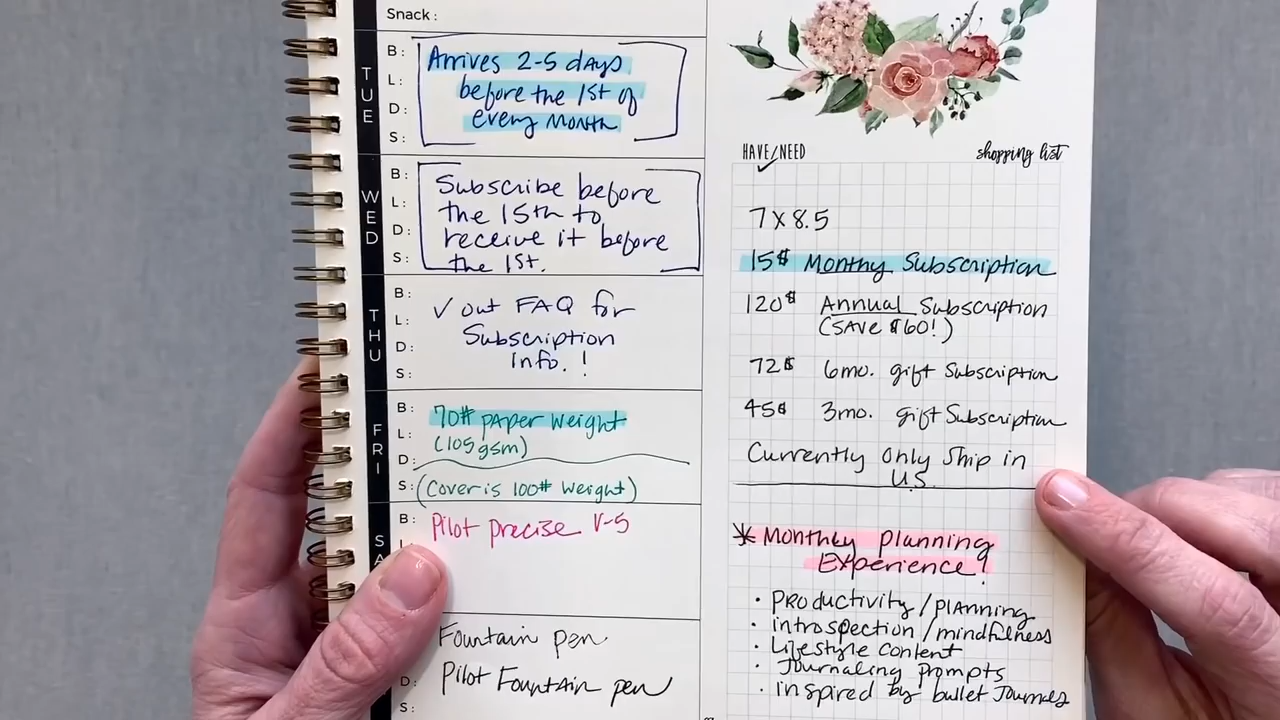 Snack:
TUE
B:
L:
D:
S:
Arrives 2-5 days
before the 1st of
every Month
WED
B:
L:
D:
S:
Subscribe before
the 15th to
receive it before
the 1st.
THU
B:
L:
D:
S:
✓ out FAQ for
Subscription
Info. !
FRI
B:
L:
D:
S:
70# paper weight
(105gsm)
(Cover is 100# weight)
SA
B:
Pilot Precise V-5
D:
S:
Fountain pen
Pilot Fountain pen
HAVE/NEED
shopping list
7 X 8.5
15$ Monthy Subscription
120$ Annual Subscription
(SAVE $60!)
72$ 6mo. gift Subscription
45$ 3mo. gift Subscription
Currently Only Ship in
U.S.
* Monthly planning
Experience!
• Productivity/planning
• introspection/mindfulness
• Lifestyle content
• Journaling Prompts
• inspired by bullet Journals